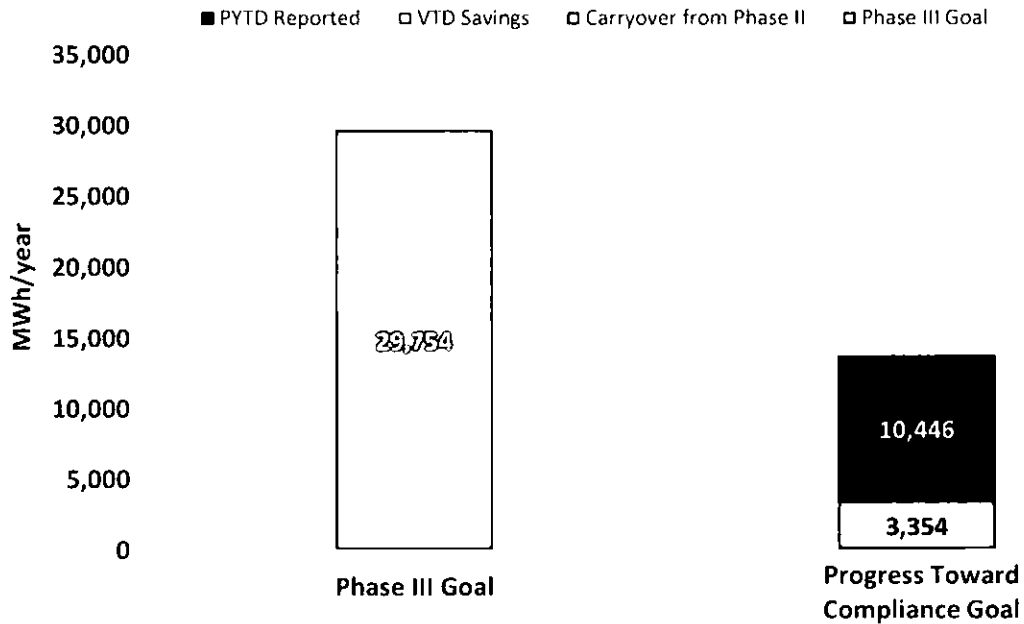 PYTD Reported VTD Savings Carryover from Phase II Phase III Goal
35,000
30,000
25,000
20,000
15,000
10,000
5,000
0
MWh/year
29,754
10,446
3,354
Phase III Goal
Progress Toward
Compliance Goal